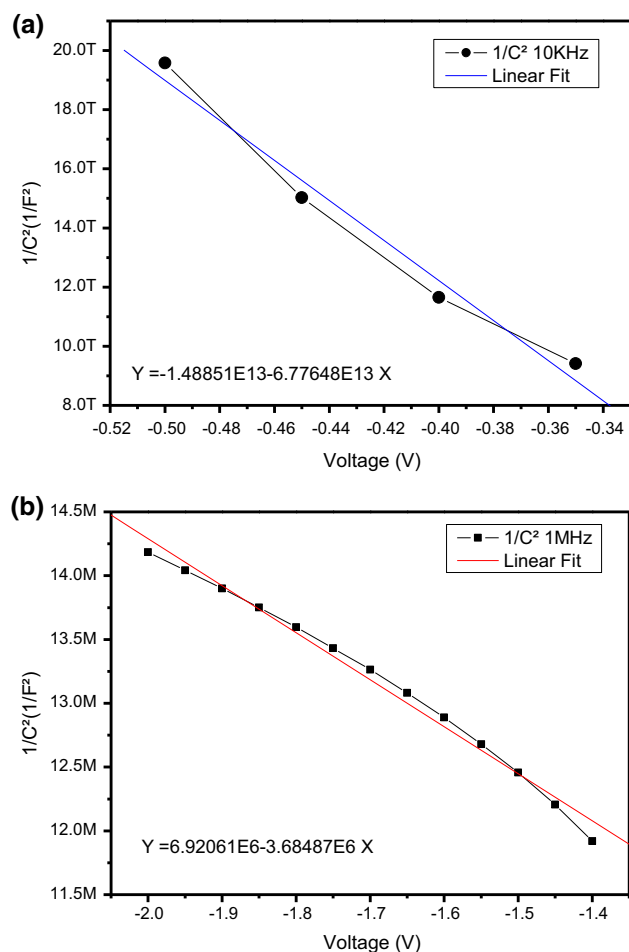 (a)
20.0T
18.0T
16.0T
14.0T
12.0T
10.0T
8.0T
1/C²(1/F²)
1/C² 10KHz
Linear Fit
Y =-1.48851E13-6.77648E13 X
-0.52 -0.50 -0.48 -0.46 -0.44 -0.42 -0.40 -0.38 -0.36 -0.34
Voltage (V)
(b)
14.5M
14.0M
13.5M
13.0M
12.5M
12.0M
11.5M
1/C²(1/F²)
1/C² 1MHz
Linear Fit
Y =6.92061E6-3.68487E6 X
-2.0 -1.9 -1.8 -1.7 -1.6 -1.5 -1.4
Voltage (V)